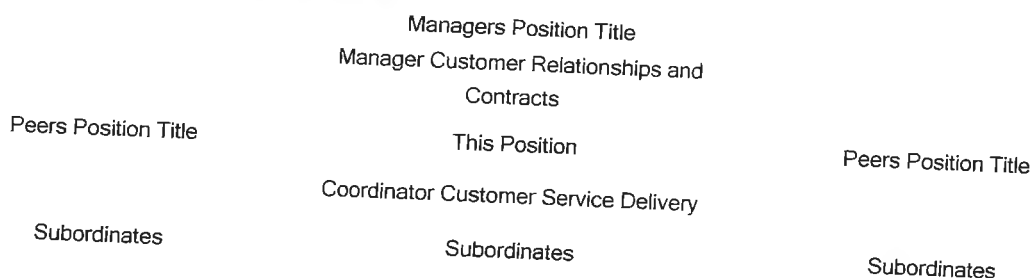 Managers Position Title
Manager Customer Relationships and
Contracts
Peers Position Title
This Position
Peers Position Title
Coordinator Customer Service Delivery
Subordinates
Subordinates
Subordinates